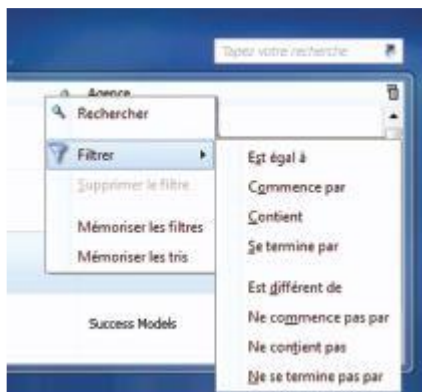 Tapez votre recherche
Agence
Rechercher
Filtrer
Supprimer le filtre
Mémoriser les filtres
Mémoriser les tris
Est égal à
Commence par
Contient
Se termine par
Est différent de
Ne commence pas par
Ne contient pas
Ne se termine pas par
Success Models